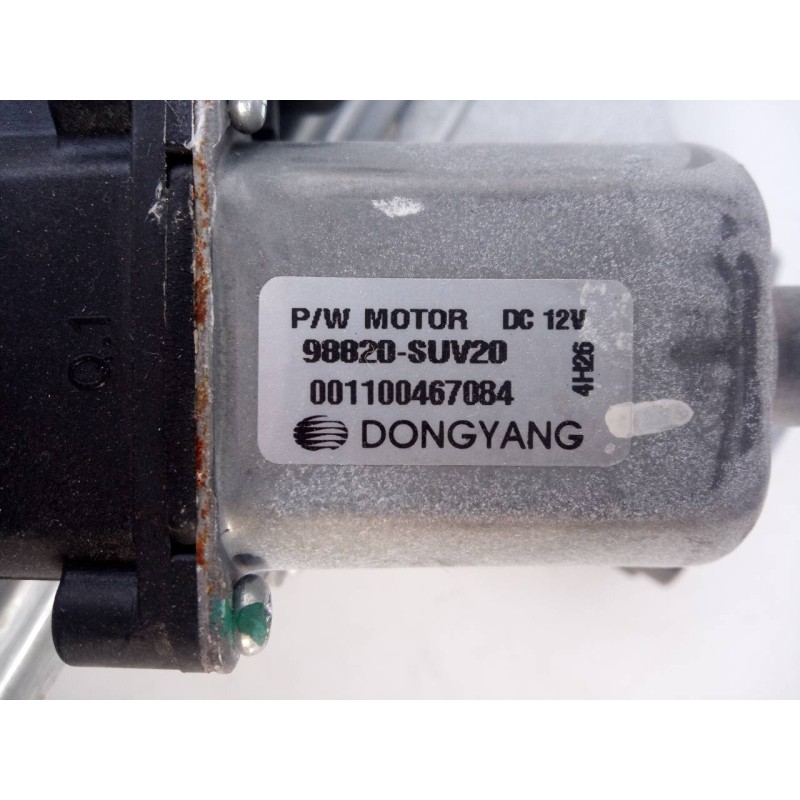 P/W MOTOR DC 12V
98820-SUV20
001100467084
4H26
DONGYANG
Q.1